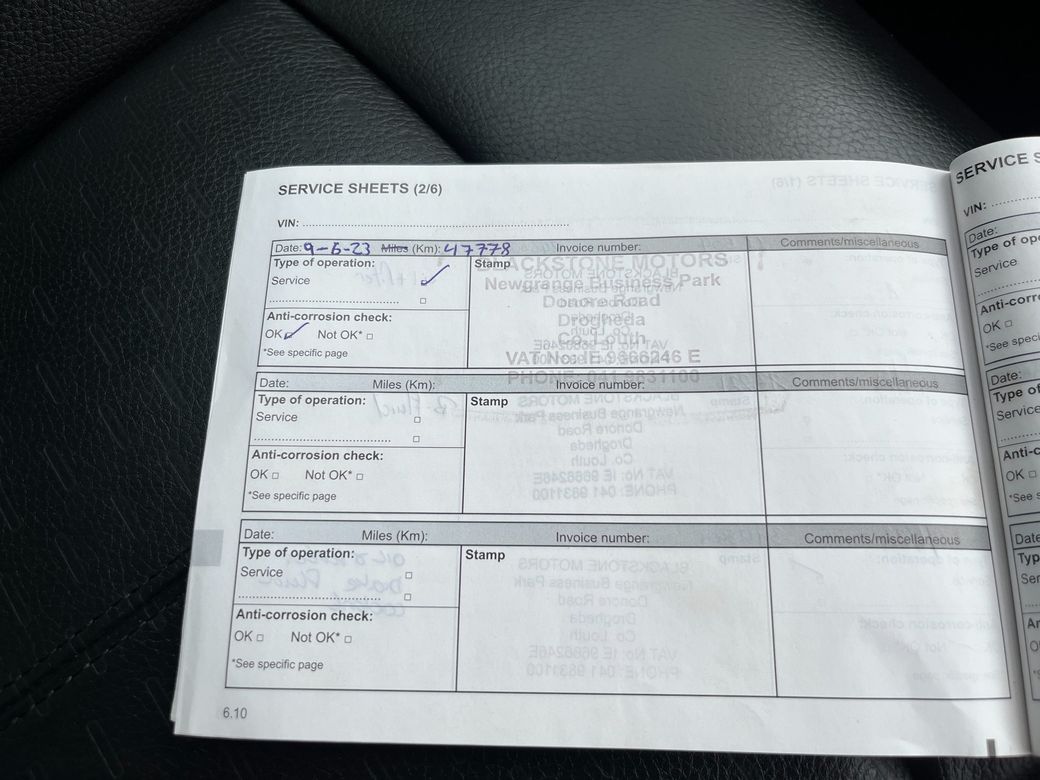 SERVICE SHEETS (2/6)
VIN:
Date: 9-6-23 Miles (Km): 47778 Invoice number: Comments/miscellaneous
Type of operation:
Service
Stamp
BLACKSTONE MOTORS
Newgrange Business Park
Donore Road
Drogheda
Co. Louth
VAT No: IE 9666246 E
PHONE: 041 9831100
Anti-corrosion check:
OK Not OK*
*See specific page
Date: Miles (Km): Invoice number: Comments/miscellaneous
Type of operation:
Service
Stamp
Anti-corrosion check:
OK Not OK*
*See specific page
Date: Miles (Km): Invoice number: Comments/miscellaneous
Type of operation:
Service
Stamp
Anti-corrosion check:
OK Not OK*
*See specific page
6.10
SERVICE S
VIN:
Date:
Type of ope
Service
Anti-corro
OK
*See speci
Date:
Type of
Service
Anti-c
OK
*See s
Date
Typ
Ser